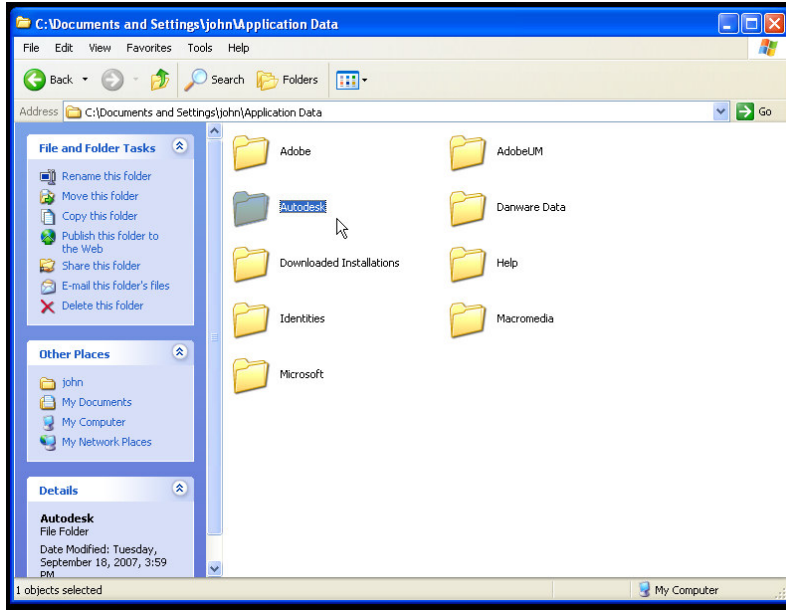 C:\Documents and Settings\john\Application Data
File Edit View Favorites Tools Help
Back Search Folders
Address C:\Documents and Settings\john\Application Data Go
File and Folder Tasks
Rename this folder
Move this folder
Copy this folder
Publish this folder to
the Web
Share this folder
E-mail this folder's files
Delete this folder
Other Places
john
My Documents
My Computer
My Network Places
Details
Autodesk
File Folder
Date Modified: Tuesday,
September 18, 2007, 3:59
PM
Adobe AdobeUM
Autodesk Danware Data
Downloaded Installations Help
Identities Macromedia
Microsoft
1 objects selected My Computer